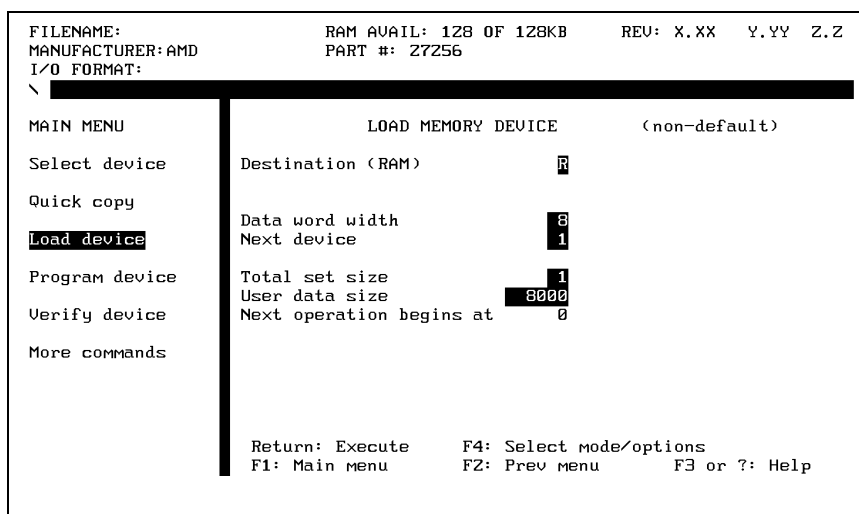 FILENAME: RAM AVAIL: 128 OF 128KB REV: X.XX Y.YY Z.Z
MANUFACTURER:AMD PART #: 27256
I/O FORMAT:
\
MAIN MENU
LOAD MEMORY DEVICE (non-default)
Select device
Destination (RAM) R
Quick copy
Data word width 8
Load device
Next device 1
Program device
Total set size 1
User data size 8000
Verify device
Next operation begins at 0
More commands
Return: Execute F4: Select mode/options
F1: Main menu F2: Prev menu F3 or ?: Help